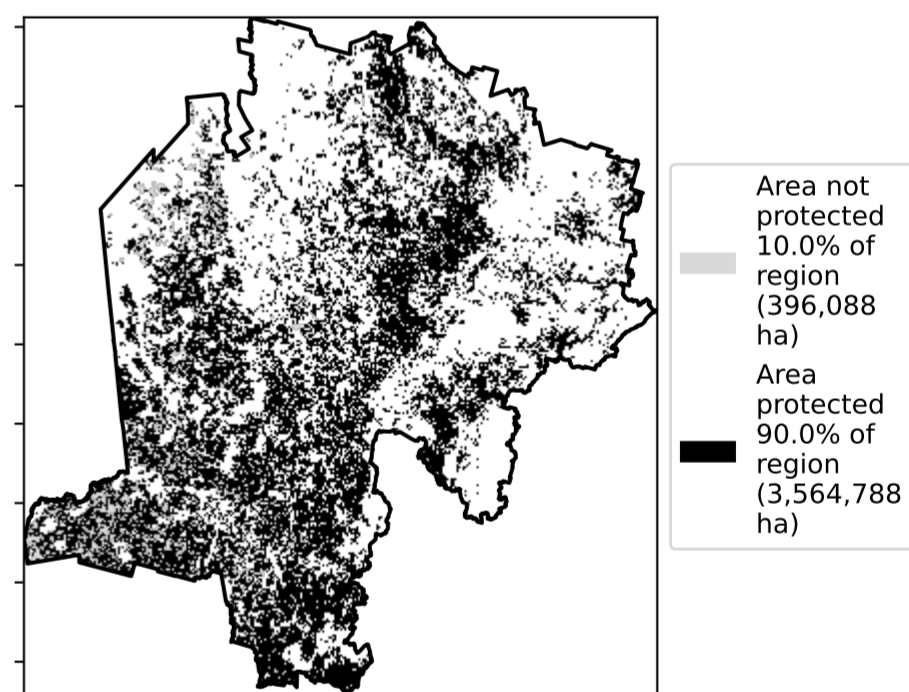 Area not
protected
10.0% of
region
(396,088
ha)
Area
protected
90.0% of
region
(3,564,788
ha)